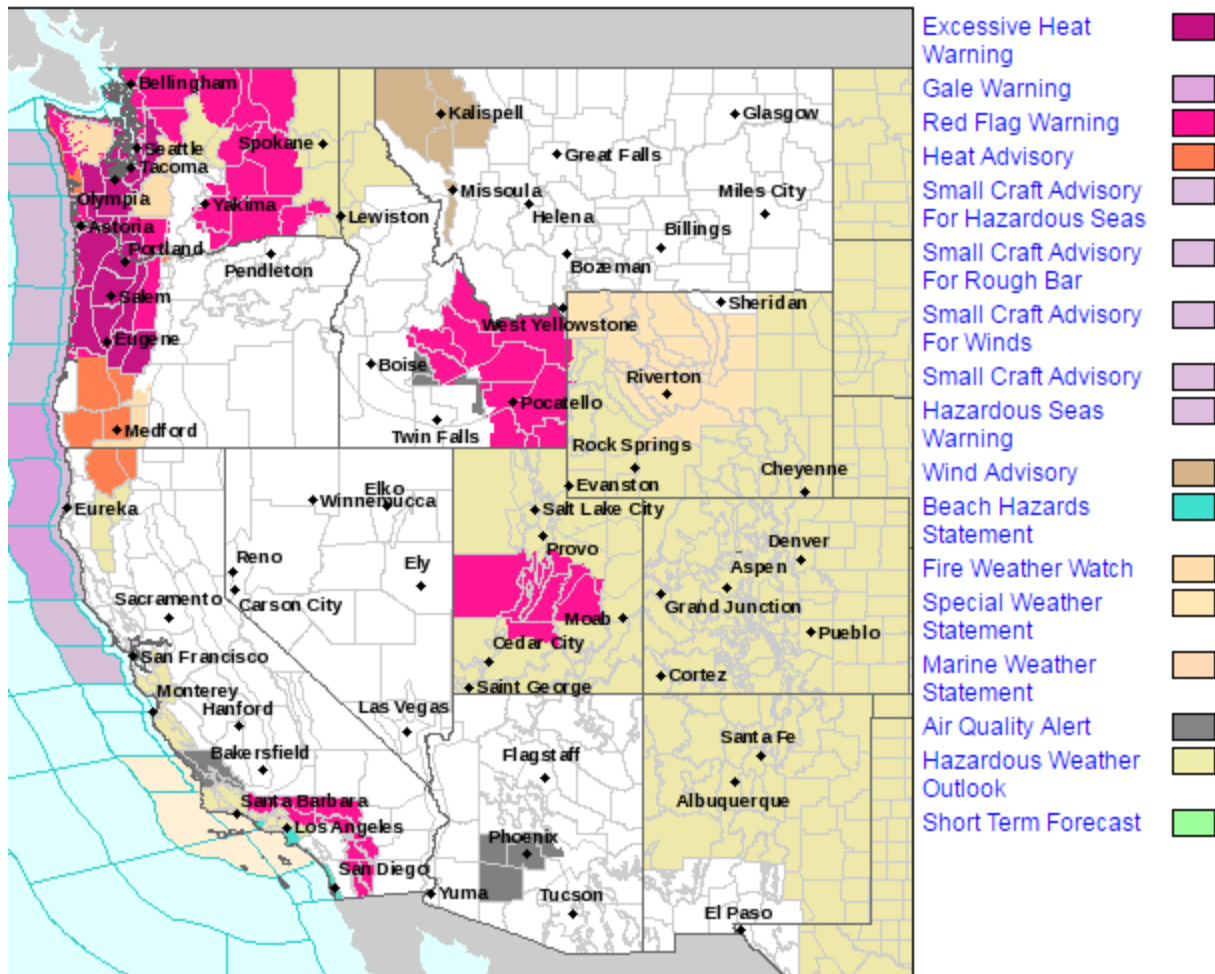 Bellingham
Kalispell
Glasgow
Seattle
Spokane
Great Falls
Tacoma
Missoula
Miles City
Olympia
Yakima
Lewiston
Helena
Astoria
Billings
Portland
Pendleton
Bozeman
Salem
Sheridan
West Yellowstone
Eugene
Boise
Riverton
Pocatello
Medford
Twin Falls
Rock Springs
Cheyenne
Elko
Evanston
Winnemucca
Eureka
Salt Lake City
Denver
Provo
Reno
Ely
Aspen
Sacramento
Carson City
Grand Junction
Moab
Pueblo
Cedar City
San Francisco
Cortez
Saint George
Monterey
Hanford
Las Vegas
Santa Fe
Bakersfield
Flagstaff
Albuquerque
Santa Barbara
Los Angeles
Phoenix
San Diego
Yuma
Tucson
El Paso
Excessive Heat
Warning
Gale Warning
Red Flag Warning
Heat Advisory
Small Craft Advisory
For Hazardous Seas
Small Craft Advisory
For Rough Bar
Small Craft Advisory
For Winds
Small Craft Advisory
Hazardous Seas
Warning
Wind Advisory
Beach Hazards
Statement
Fire Weather Watch
Special Weather
Statement
Marine Weather
Statement
Air Quality Alert
Hazardous Weather
Outlook
Short Term Forecast